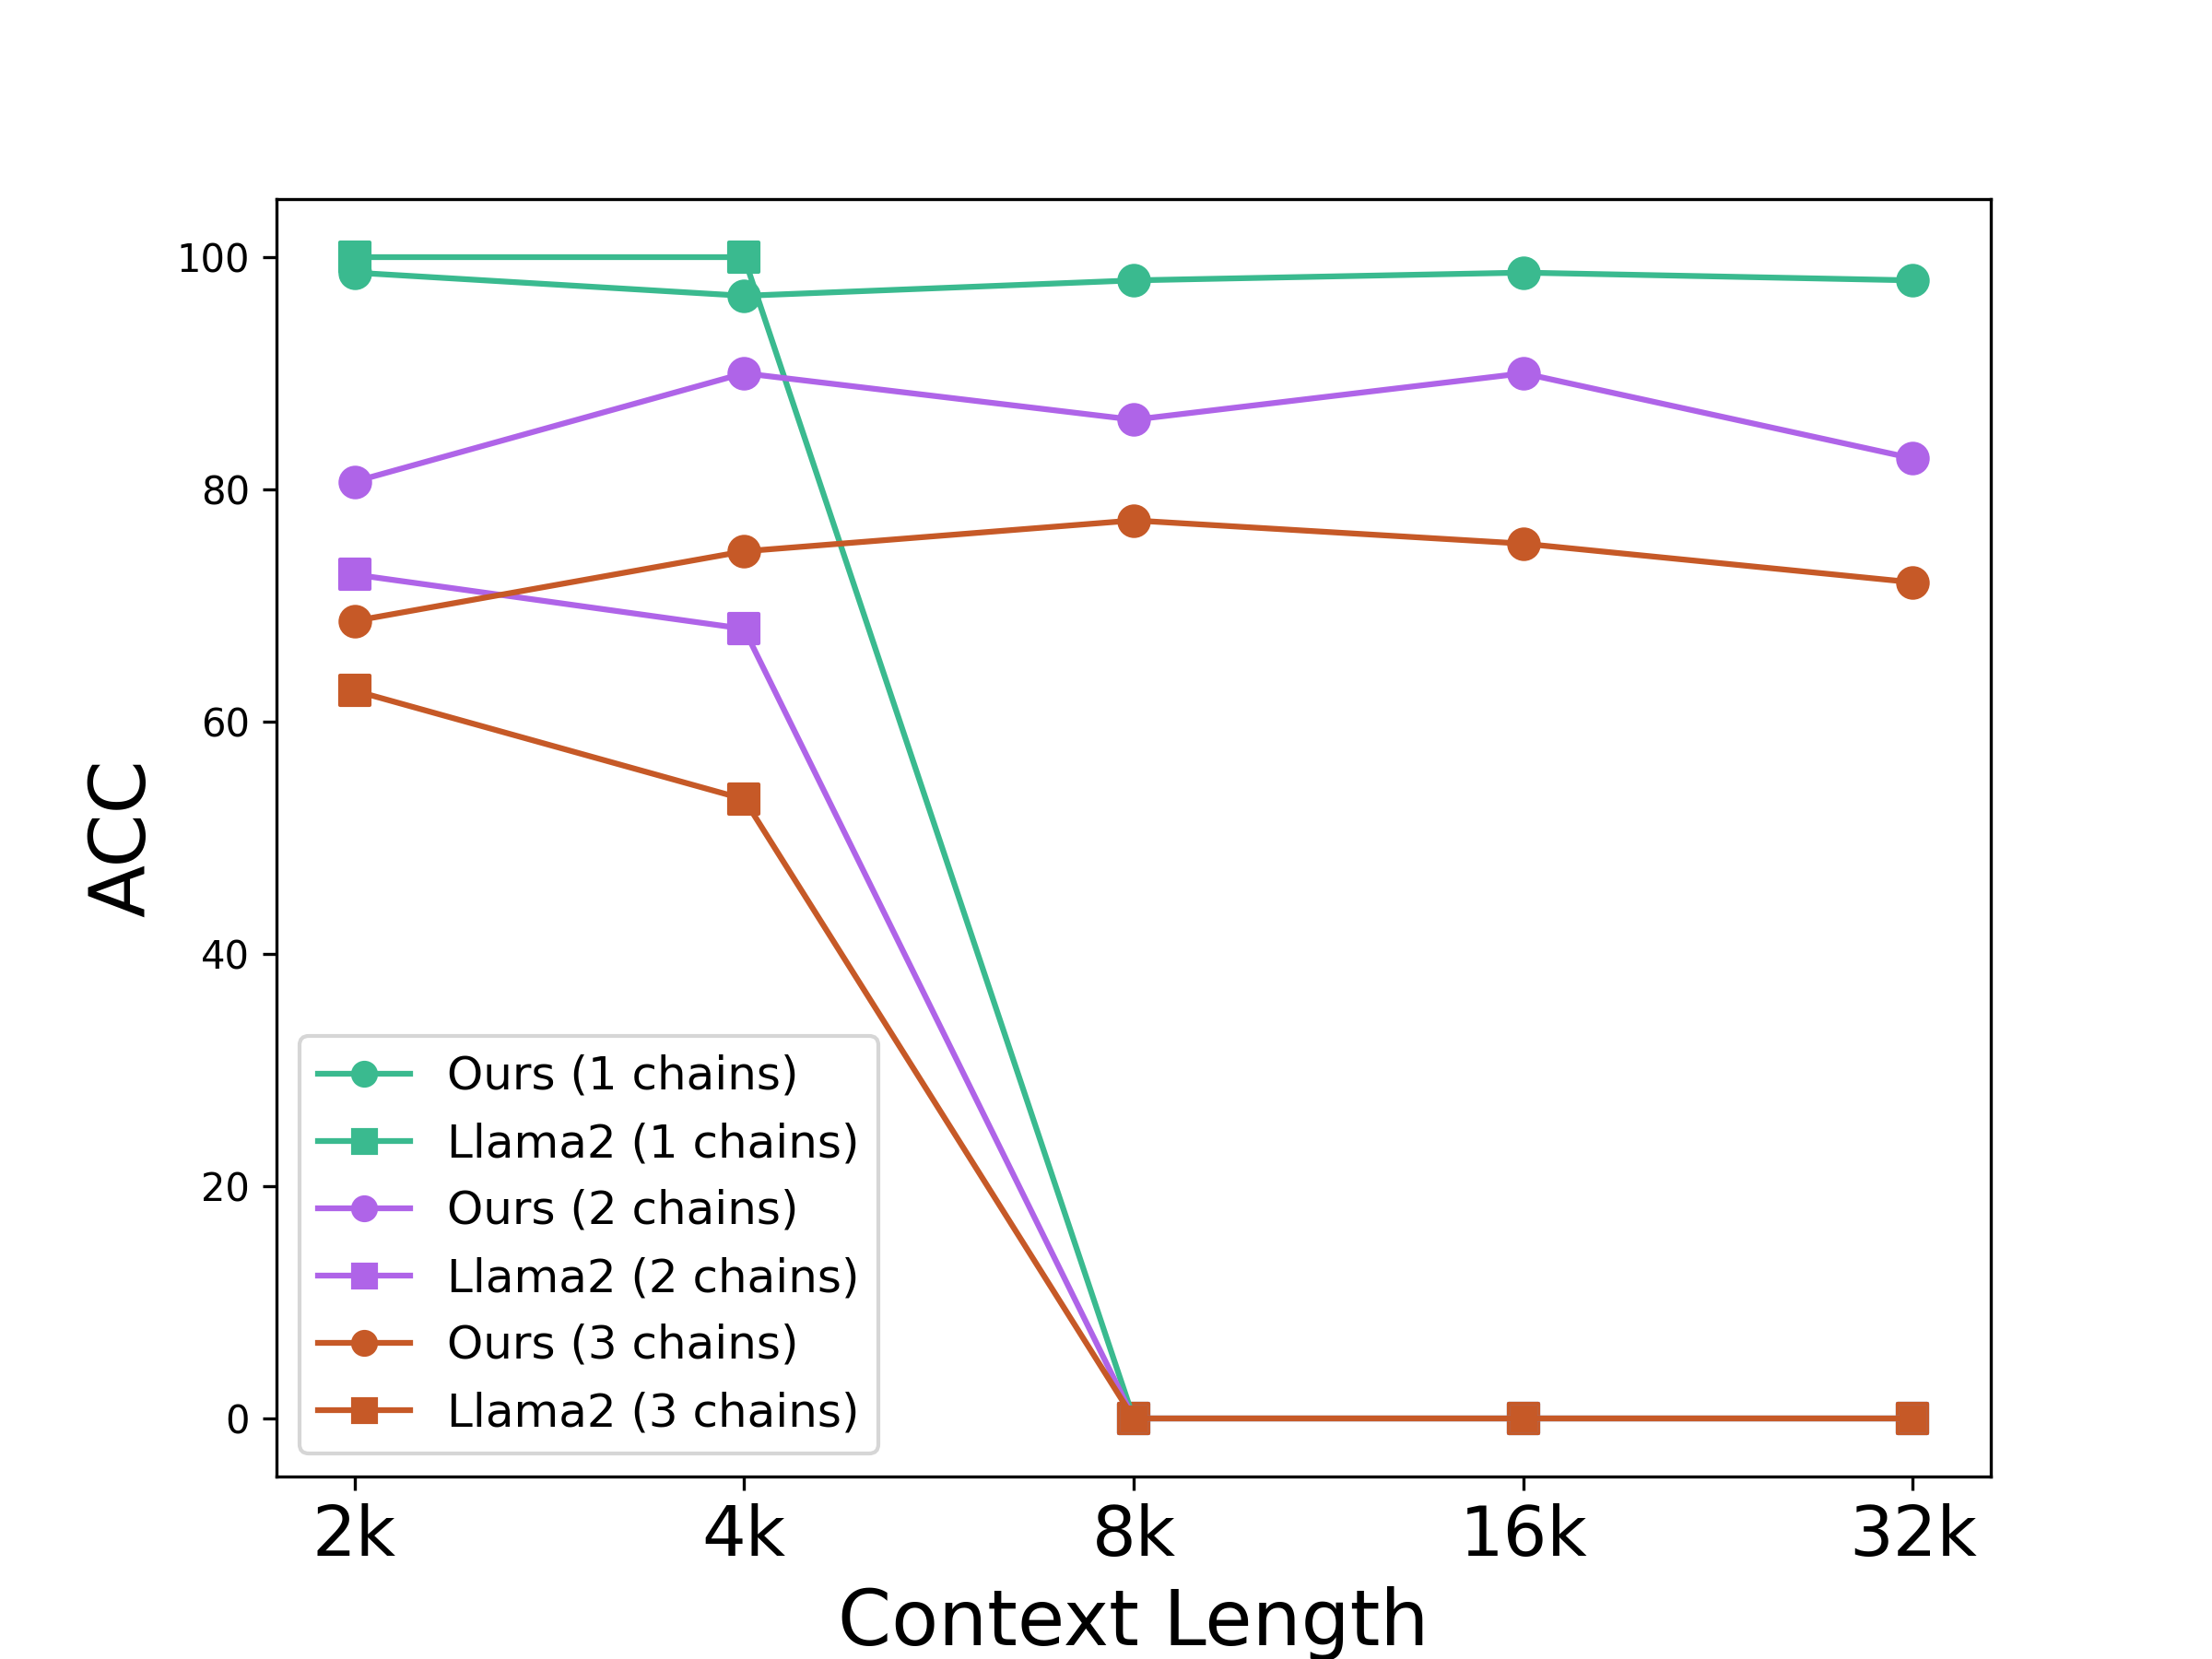 100
80
60
40
20
0
ACC
Ours (1 chains)
Llama2 (1 chains)
Ours (2 chains)
Llama2 (2 chains)
Ours (3 chains)
Llama2 (3 chains)
2k 4k 8k 16k 32k
Context Length